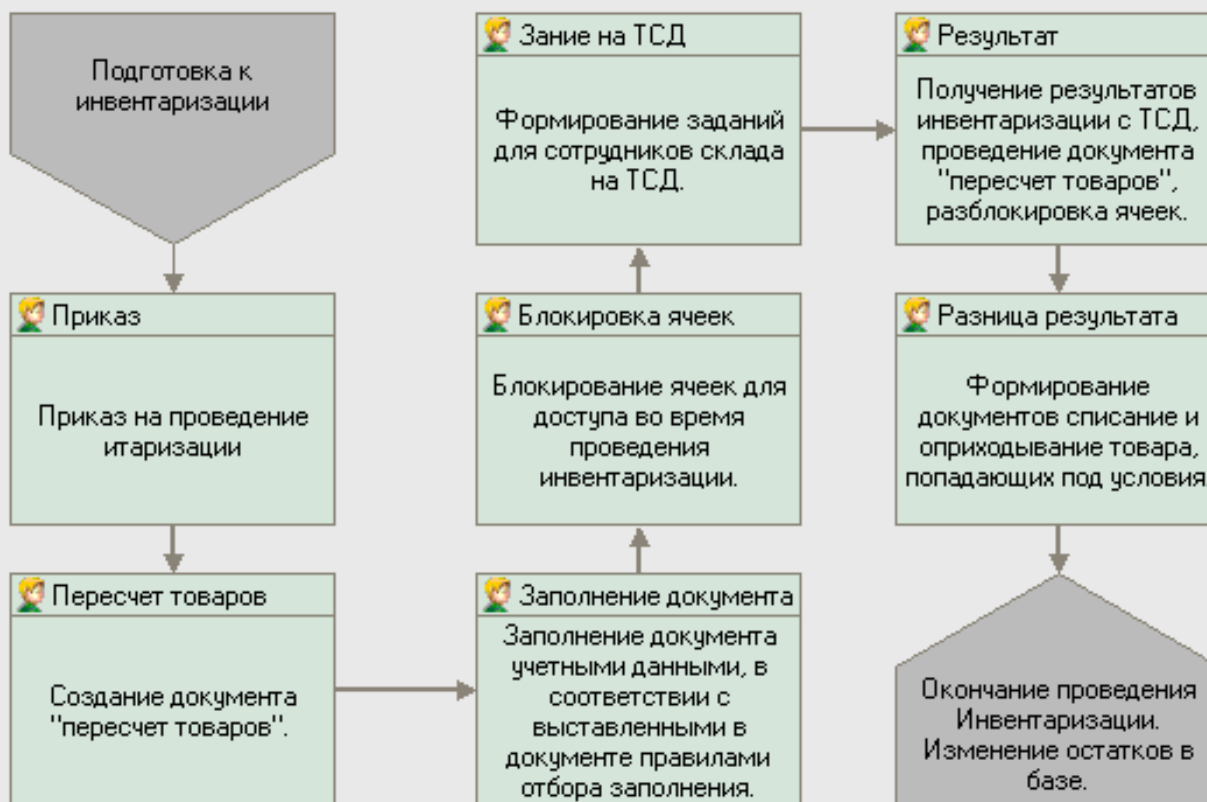 Подготовка к
инвентаризации
Приказ
Приказ на проведение
итаризации
Пересчет товаров
Создание документа
"пересчет товаров".
Заполнение документа
Заполнение документа
учетными данными, в
соответствии с
выставленными в
документе правилами
отбора заполнения.
Блокировка ячеек
Блокирование ячеек для
доступа во время
проведения
инвентаризации.
Зание на ТСД
Формирование заданий
для сотрудников склада
на ТСД.
Результат
Получение результатов
инвентаризации с ТСД,
проведение документа
"пересчет товаров",
разблокировка ячеек.
Разница результата
Формирование
документов списание и
оприходывание товара,
попадающих под условия
Окончание проведения
Инвентаризации.
Изменение остатков в
базе.